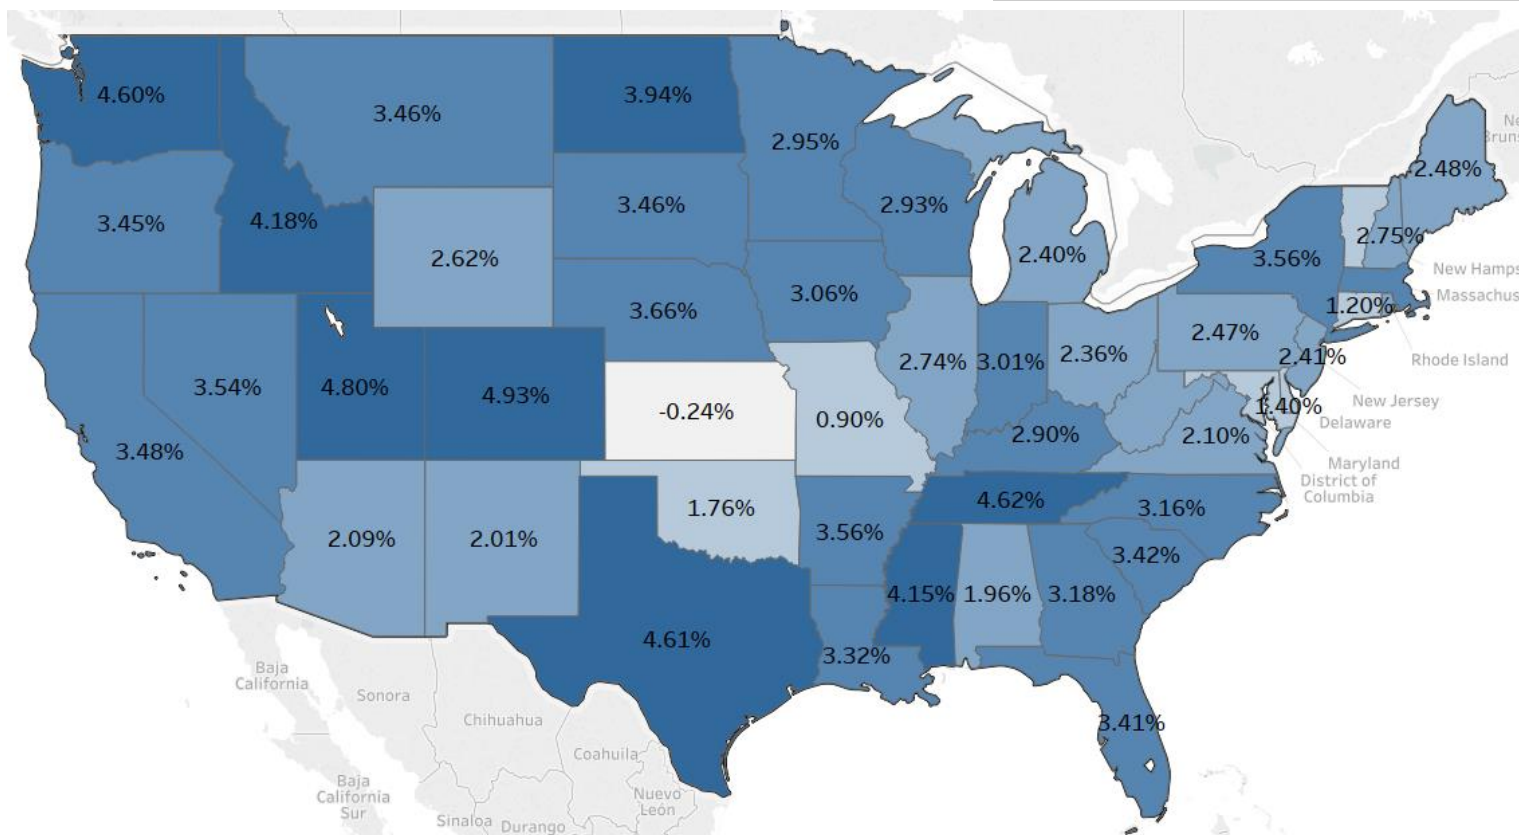 4.60%
3.46%
3.94%
2.95%
2.48%
3.45%
4.18%
2.62%
3.46%
2.93%
2.40%
3.56%
2.75%
New Hamps
Massachus
3.66%
3.06%
1.20%
2.74%
3.01%
2.36%
2.47%
2.41%
Rhode Island
3.54%
4.80%
4.93%
-0.24%
0.90%
1.40%
New Jersey
Delaware
3.48%
2.90%
2.10%
Maryland
District of
Columbia
2.09%
2.01%
1.76%
3.56%
4.62%
3.16%
3.42%
4.15%
1.96%
3.18%
4.61%
3.32%
3.41%
Baja
California
Sonora
Chihuahua
Coahuila
Baja
California
Sur
Nuevo
León
Sinaloa
Durango